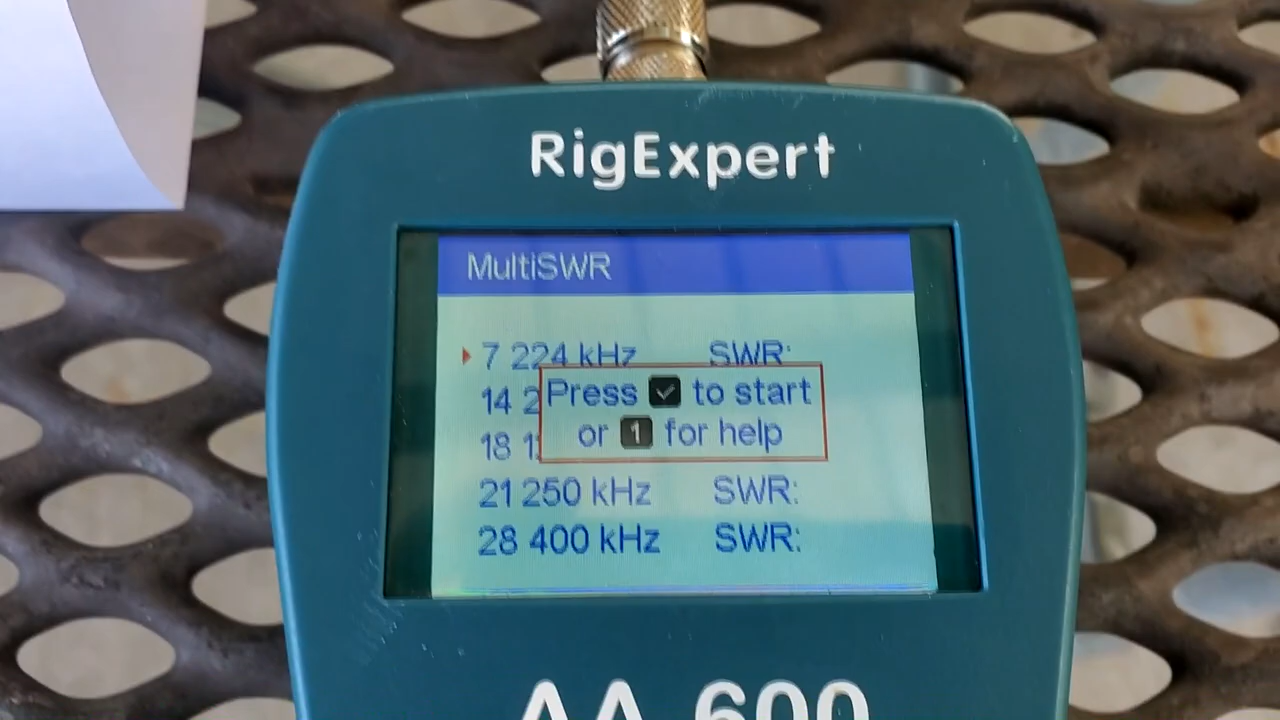 RigExpert
MultiSWR
7 224 kHz SWR:
14 2
Press to start
18 1
or 1 for help
21 250 kHz SWR:
28 400 kHz SWR:
AA-600